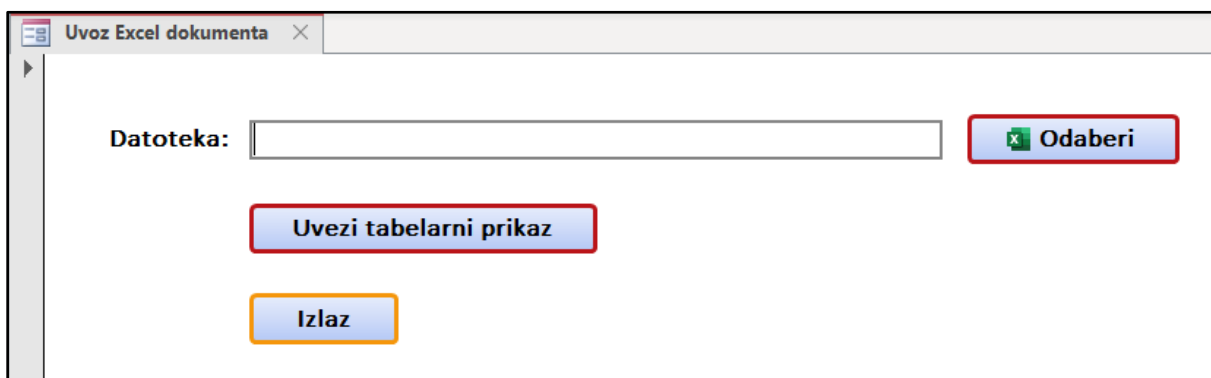 Uvoz Excel dokumenta
Datoteka: Odaberi
Uvezi tabelarni prikaz
Izlaz